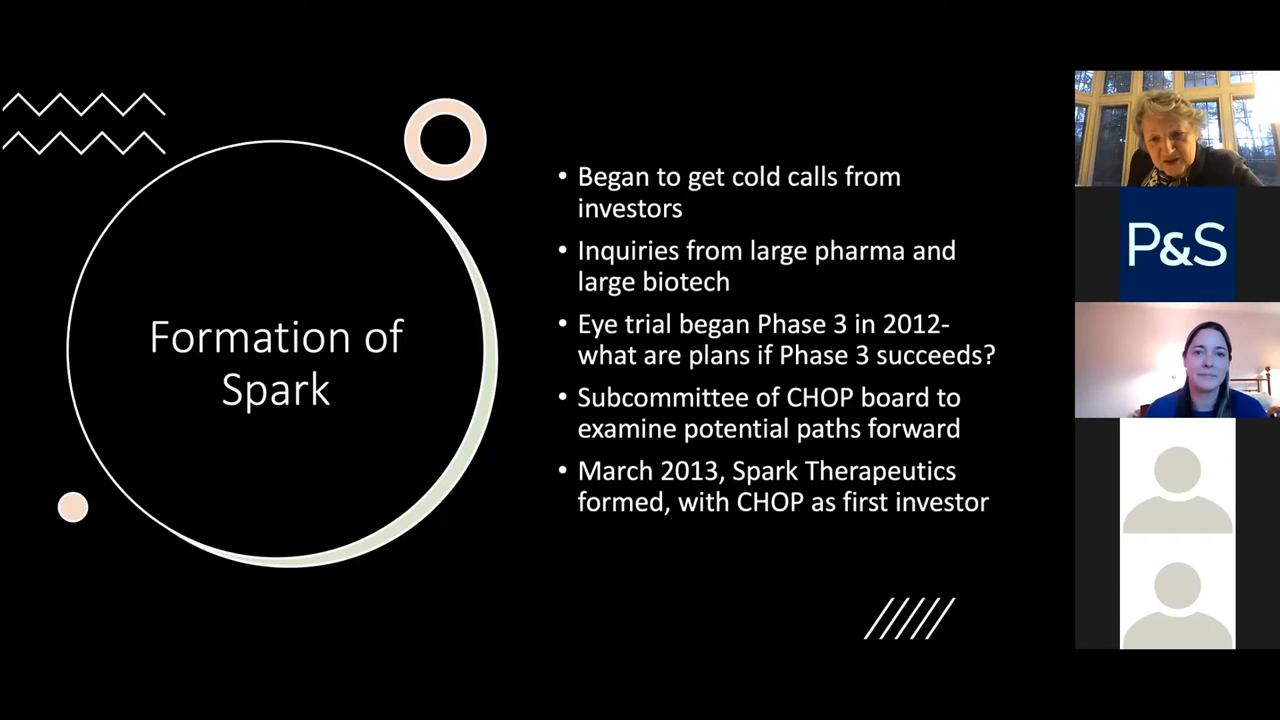 Formation of
Spark
• Began to get cold calls from
investors
• Inquiries from large pharma and
large biotech
• Eye trial began Phase 3 in 2012-
what are plans if Phase 3 succeeds?
• Subcommittee of CHOP board to
examine potential paths forward
• March 2013, Spark Therapeutics
formed, with CHOP as first investor
P&S